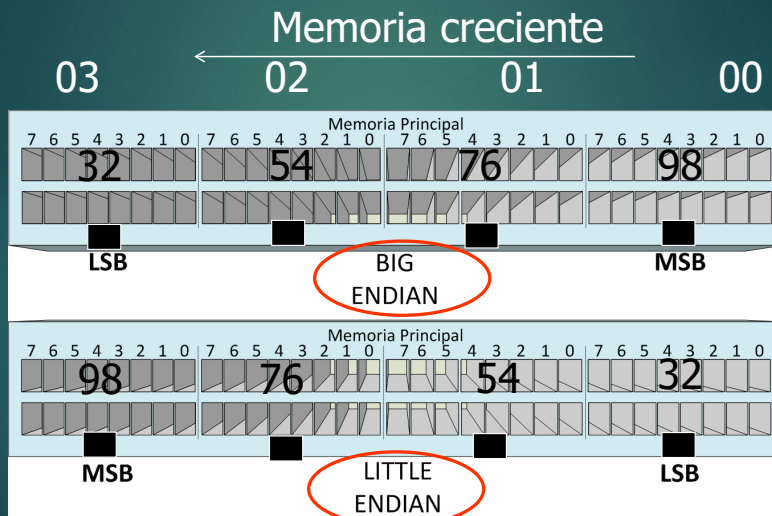 Memoria creciente
03 02 01 00
Memoria Principal
7 6 5 4 3 2 1 0 7 6 5 4 3 2 1 0 7 6 5 4 3 2 1 0 7 6 5 4 3 2 1 0
32 54 76 98
LSB BIG MSB
ENDIAN
Memoria Principal
7 6 5 4 3 2 1 0 7 6 5 4 3 2 1 0 7 6 5 4 3 2 1 0 7 6 5 4 3 2 1 0
98 76 54 32
MSB LITTLE LSB
ENDIAN